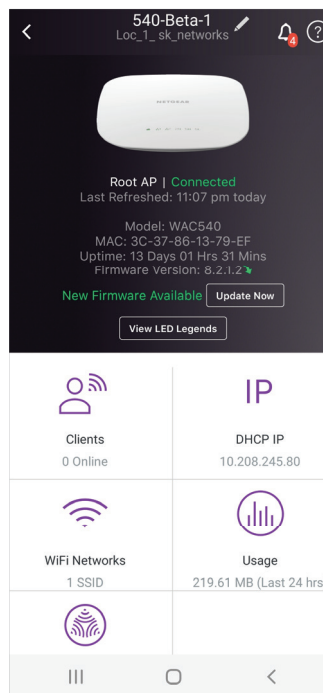 540-Beta-1
Loc_1_ sk_networks
4
?
NETGEAR
Root AP | Connected
Last Refreshed: 11:07 pm today
Model: WAC540
MAC: 3C-37-86-13-79-EF
Uptime: 13 Days 01 Hrs 31 Mins
Firmware Version: 8.2.1.2
New Firmware Available Update Now
View LED Legends
IP
Clients DHCP IP
0 Online 10.208.245.80
WiFi Networks Usage
1 SSID 219.61 MB (Last 24 hrs